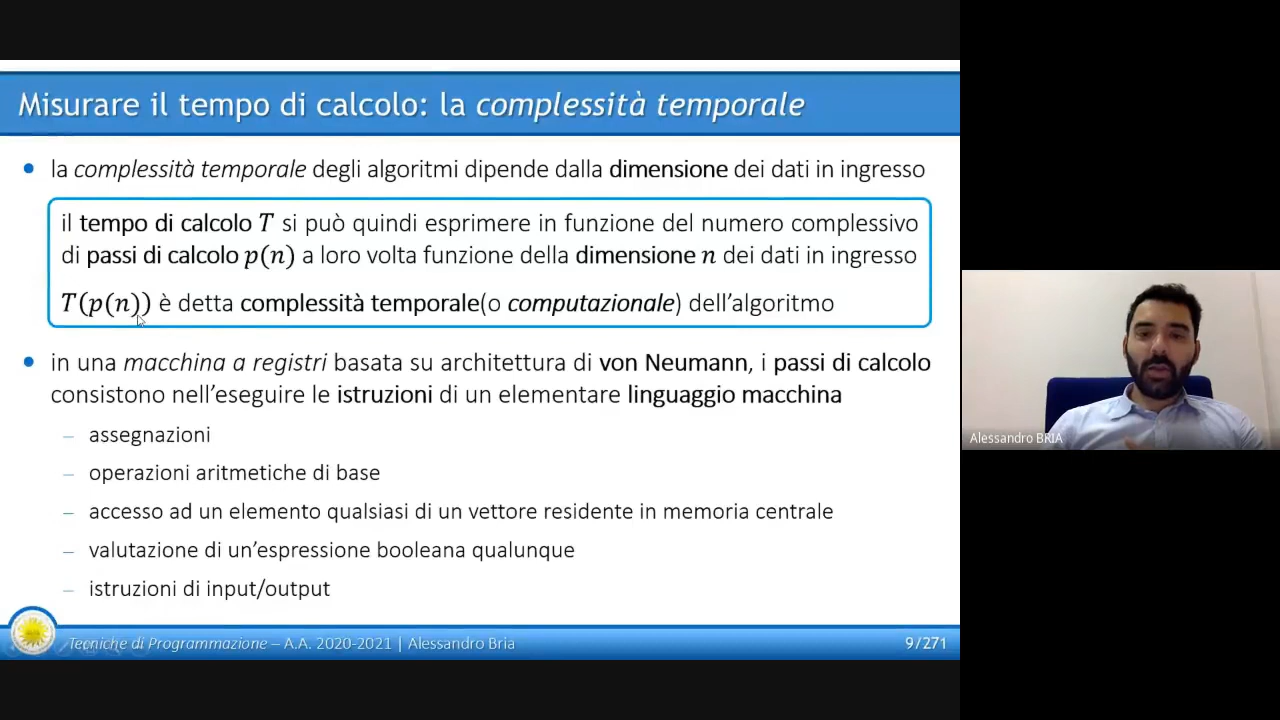 Misurare il tempo di calcolo: la complessità temporale
la complessità temporale degli algoritmi dipende dalla dimensione dei dati in ingresso
il tempo di calcolo T si può quindi esprimere in funzione del numero complessivo
di passi di calcolo p(n) a loro volta funzione della dimensione n dei dati in ingresso
T(p(n)) è detta complessità temporale(o computazionale) dell'algoritmo
in una macchina a registri basata su architettura di von Neumann, i passi di calcolo
consistono nell'eseguire le istruzioni di un elementare linguaggio macchina
– assegnazioni
– operazioni aritmetiche di base
– accesso ad un elemento qualsiasi di un vettore residente in memoria centrale
– valutazione di un'espressione booleana qualunque
– istruzioni di input/output
Tecniche di Programmazione – A.A. 2020-2021 | Alessandro Bria
9/271
Alessandro BRIA